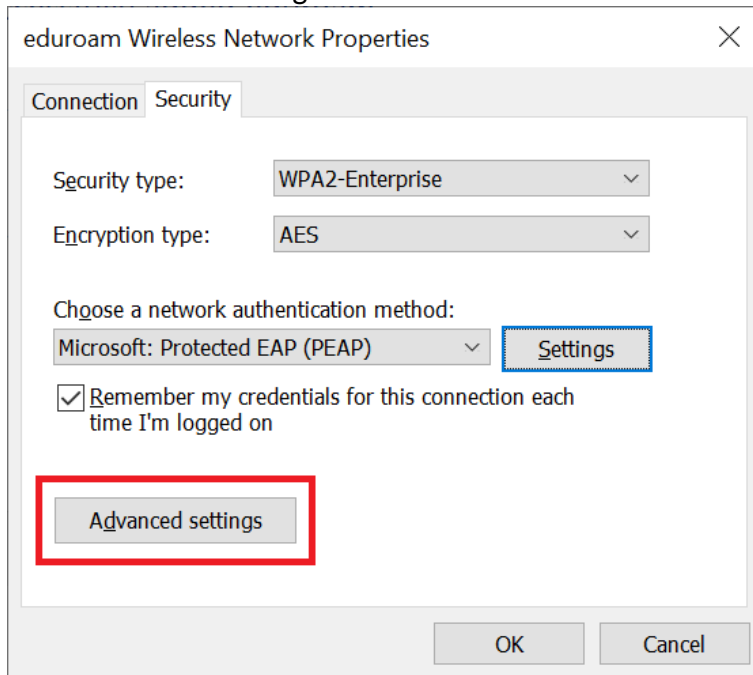 eduroam Wireless Network Properties
Connection Security
Security type: WPA2-Enterprise
Encryption type: AES
Choose a network authentication method:
Microsoft: Protected EAP (PEAP) Settings
Remember my credentials for this connection each
time I'm logged on
Advanced settings
OK Cancel